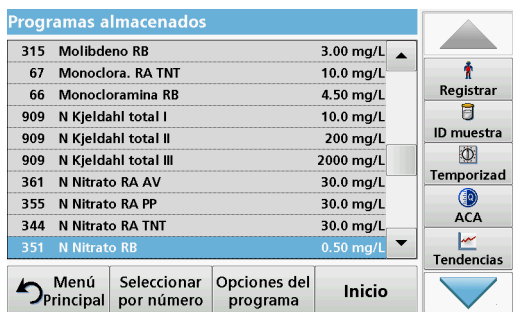 Programas almacenados
315 Molibdeno RB 3.00 mg/L
67 Monoclora. RA TNT 10.0 mg/L
66 Monocloramina RB 4.50 mg/L
909 N Kjeldahl total I 10.0 mg/L
909 N Kjeldahl total II 200 mg/L
909 N Kjeldahl total III 2000 mg/L
361 N Nitrato RA AV 30.0 mg/L
355 N Nitrato RA PP 30.0 mg/L
344 N Nitrato RA TNT 30.0 mg/L
351 N Nitrato RB 0.50 mg/L
Menú
Principal
Seleccionar
por número
Opciones del
programa
Inicio
Registrar
ID muestra
Temporizad
ACA
Tendencias